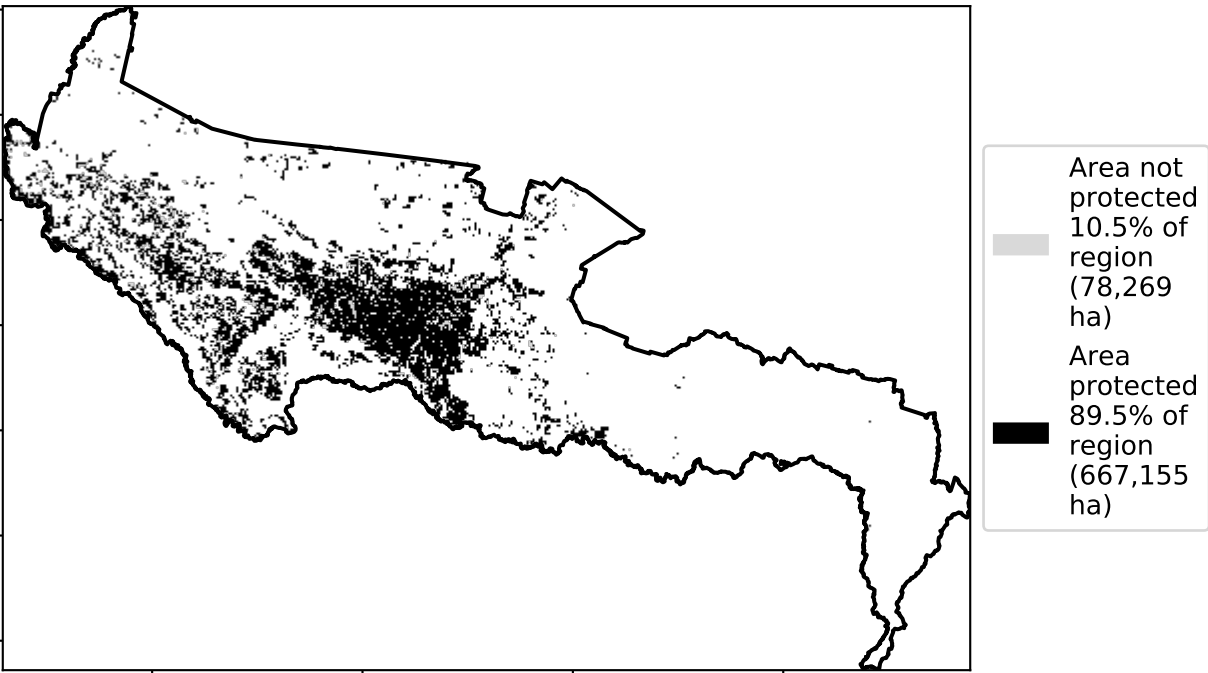 Area not
protected
10.5% of
region
(78,269
ha)
Area
protected
89.5% of
region
(667,155
ha)